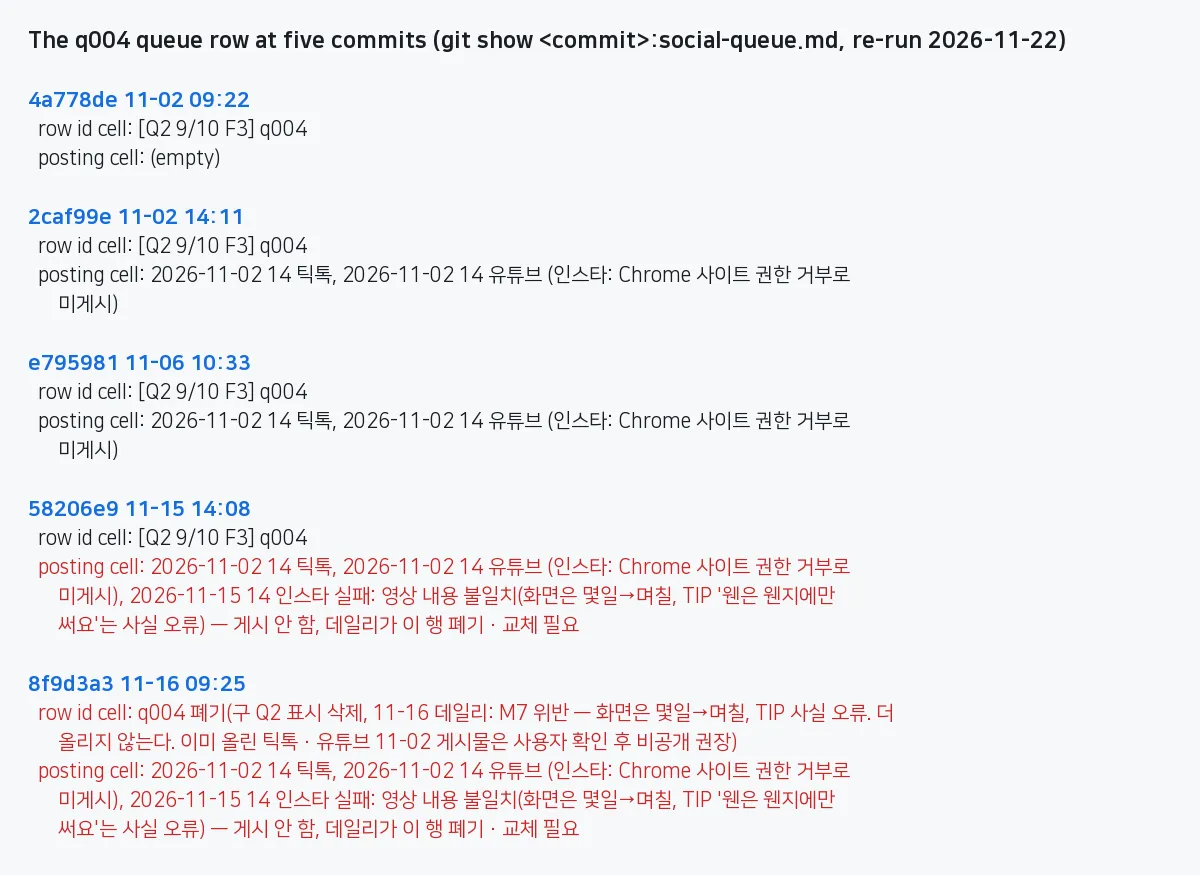 The q004 queue row at five commits (git show <commit>:social-queue.md, re-run 2026-11-22)
4a778de 11-02 09:22
row id cell: [Q2 9/10 F3] q004
posting cell: (empty)
2caf99e 11-02 14:11
row id cell: [Q2 9/10 F3] q004
posting cell: 2026-11-02 14 틱톡, 2026-11-02 14 유튜브 (인스타: Chrome 사이트 권한 거부로
미게시)
e795981 11-06 10:33
row id cell: [Q2 9/10 F3] q004
posting cell: 2026-11-02 14 틱톡, 2026-11-02 14 유튜브 (인스타: Chrome 사이트 권한 거부로
미게시)
58206e9 11-15 14:08
row id cell: [Q2 9/10 F3] q004
posting cell: 2026-11-02 14 틱톡, 2026-11-02 14 유튜브 (인스타: Chrome 사이트 권한 거부로
미게시), 2026-11-15 14 인스타 실패: 영상 내용 불일치(화면은 몇일→며칠, TIP '웬은 웬지에만
써요'는 사실 오류) — 게시 안 함, 데일리가 이 행 폐기 · 교체 필요
8f9d3a3 11-16 09:25
row id cell: q004 폐기(구 Q2 표시 삭제, 11-16 데일리: M7 위반 — 화면은 몇일→며칠, TIP 사실 오류. 더
올리지 않는다. 이미 올린 틱톡 · 유튜브 11-02 게시물은 사용자 확인 후 비공개 권장)
posting cell: 2026-11-02 14 틱톡, 2026-11-02 14 유튜브 (인스타: Chrome 사이트 권한 거부로
미게시), 2026-11-15 14 인스타 실패: 영상 내용 불일치(화면은 몇일→며칠, TIP '웬은 웬지에만
써요'는 사실 오류) — 게시 안 함, 데일리가 이 행 폐기 · 교체 필요